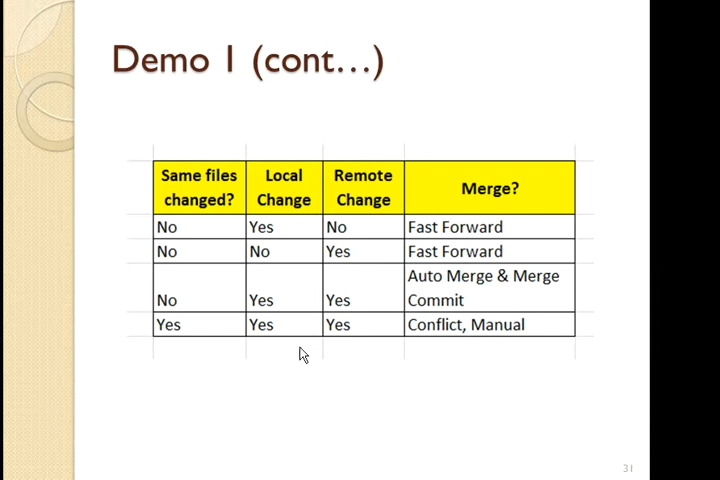 Demo 1 (cont...)
Same files Local Remote Merge?
changed? Change Change
No Yes No Fast Forward
No No Yes Fast Forward
Auto Merge & Merge
No Yes Yes Commit
Yes Yes Yes Conflict, Manual
31